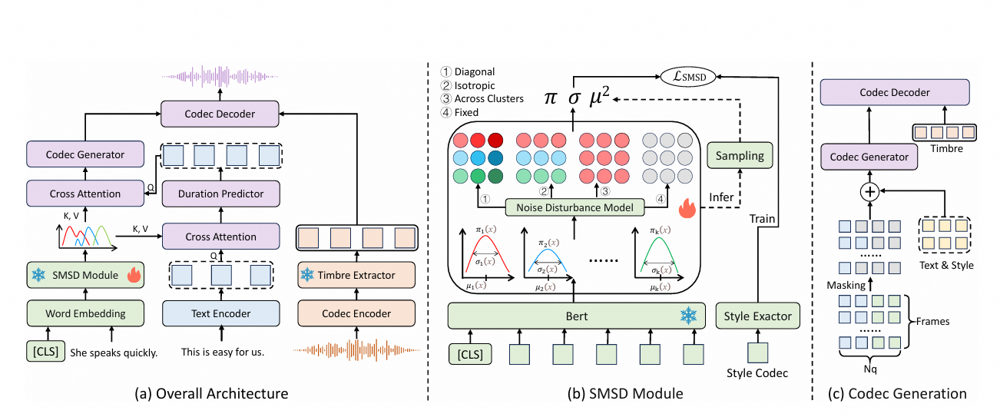 Codec Decoder
Codec Generator
Cross Attention
Q
Duration Predictor
K, V
K, V
Cross Attention
Q
SMSD Module
Timbre Extractor
Word Embedding
Text Encoder
Codec Encoder
[CLS]
She speaks quickly.
This is easy for us.
(a) Overall Architecture
① Diagonal
② Isotropic
③ Across Clusters
④ Fixed
π σ μ²
ℒSMSD
Sampling
① ② ③ ④
Noise Disturbance Model
Infer
Train
π₁(x)
σ₁(x)
μ₁(x)
π₂(x)
σ₂(x)
μ₂(x)
......
πk(x)
σk(x)
μk(x)
Bert
Style Exactor
[CLS]
Style Codec
(b) SMSD Module
Codec Decoder
Timbre
Codec Generator
+
......
Text & Style
Masking
......
Frames
Nq
(c) Codec Generation